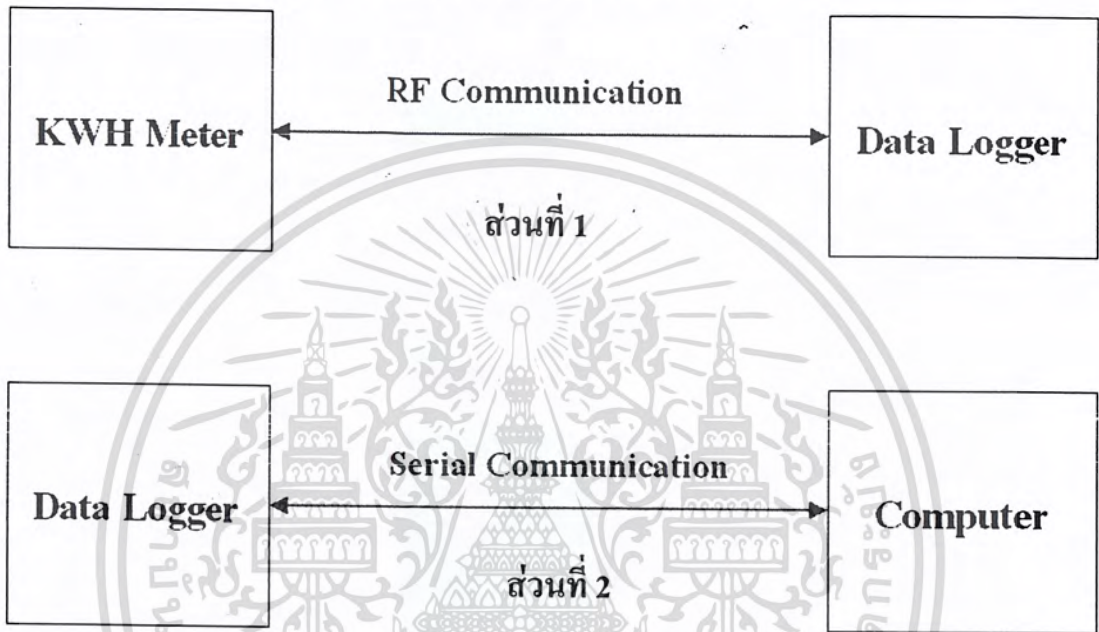 RF Communication
KWH Meter
Data Logger
ส่วนที่ 1
Serial Communication
Data Logger
Computer
ส่วนที่ 2